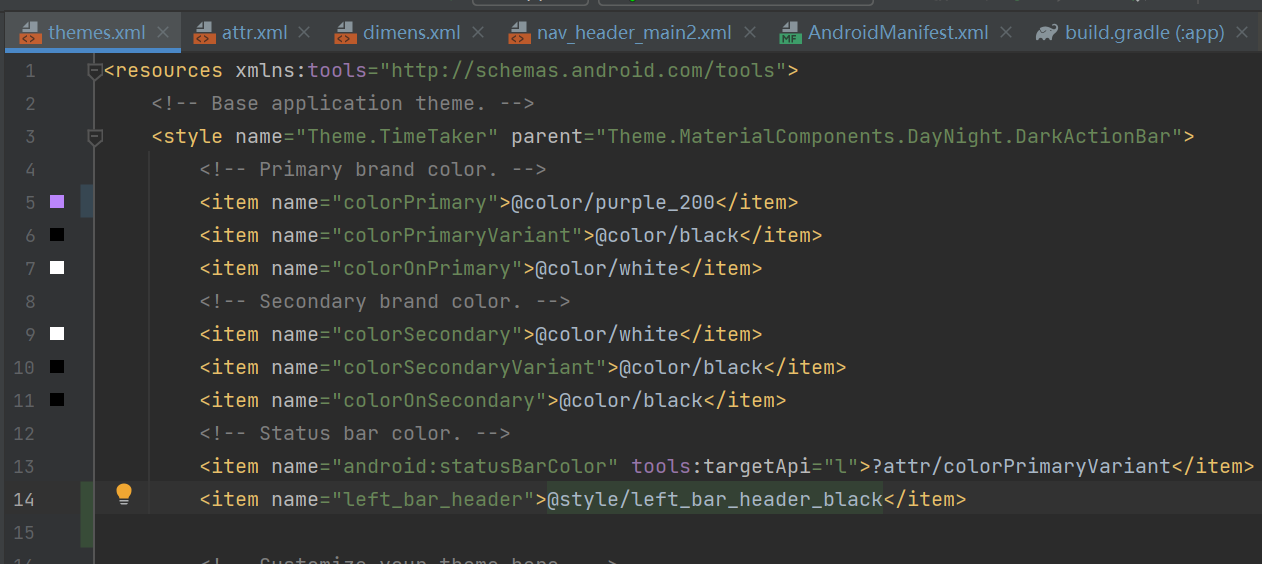 themes.xml attr.xml dimens.xml nav_header_main2.xml MF AndroidManifest.xml build.gradle (:app)
1 <resources xmlns:tools="http://schemas.android.com/tools">
2 <!-- Base application theme. -->
3 <style name="Theme.TimeTaker" parent="Theme.MaterialComponents.DayNight.DarkActionBar">
4 <!-- Primary brand color. -->
5 <item name="colorPrimary">@color/purple_200</item>
6 <item name="colorPrimaryVariant">@color/black</item>
7 <item name="colorOnPrimary">@color/white</item>
8 <!-- Secondary brand color. -->
9 <item name="colorSecondary">@color/white</item>
10 <item name="colorSecondaryVariant">@color/black</item>
11 <item name="colorOnSecondary">@color/black</item>
12 <!-- Status bar color. -->
13 <item name="android:statusBarColor" tools:targetApi="l">?attr/colorPrimaryVariant</item>
14 <item name="left_bar_header">@style/left_bar_header_black</item>
15
<!-- Customize your theme here. -->